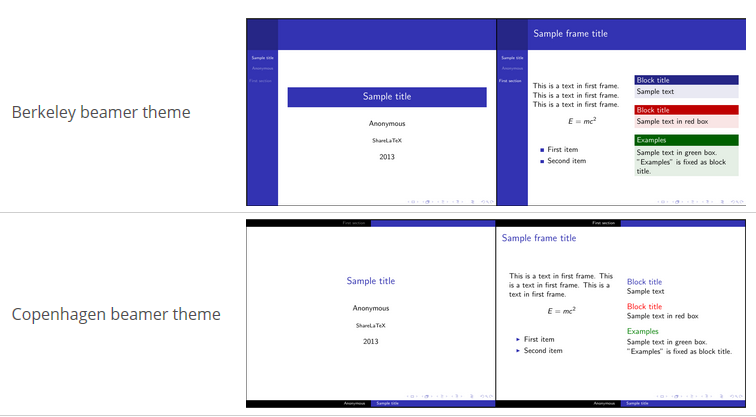 Berkeley beamer theme
Sample title
Anonymous
First section
Sample title
Anonymous
ShareLaTeX
2013
Sample frame title
Sample title
Anonymous
First section
This is a text in first frame.
This is a text in first frame.
This is a text in first frame.
E = mc²
First item
Second item
Block title
Sample text
Block title
Sample text in red box
Examples
Sample text in green box.
"Examples" is fixed as block
title.
Copenhagen beamer theme
First section
Sample title
Anonymous
ShareLaTeX
2013
Anonymous
Sample title
First section
Sample frame title
This is a text in first frame. This
is a text in first frame. This is a
text in first frame.
E = mc²
First item
Second item
Block title
Sample text
Block title
Sample text in red box
Examples
Sample text in green box.
"Examples" is fixed as block title.
Anonymous
Sample title